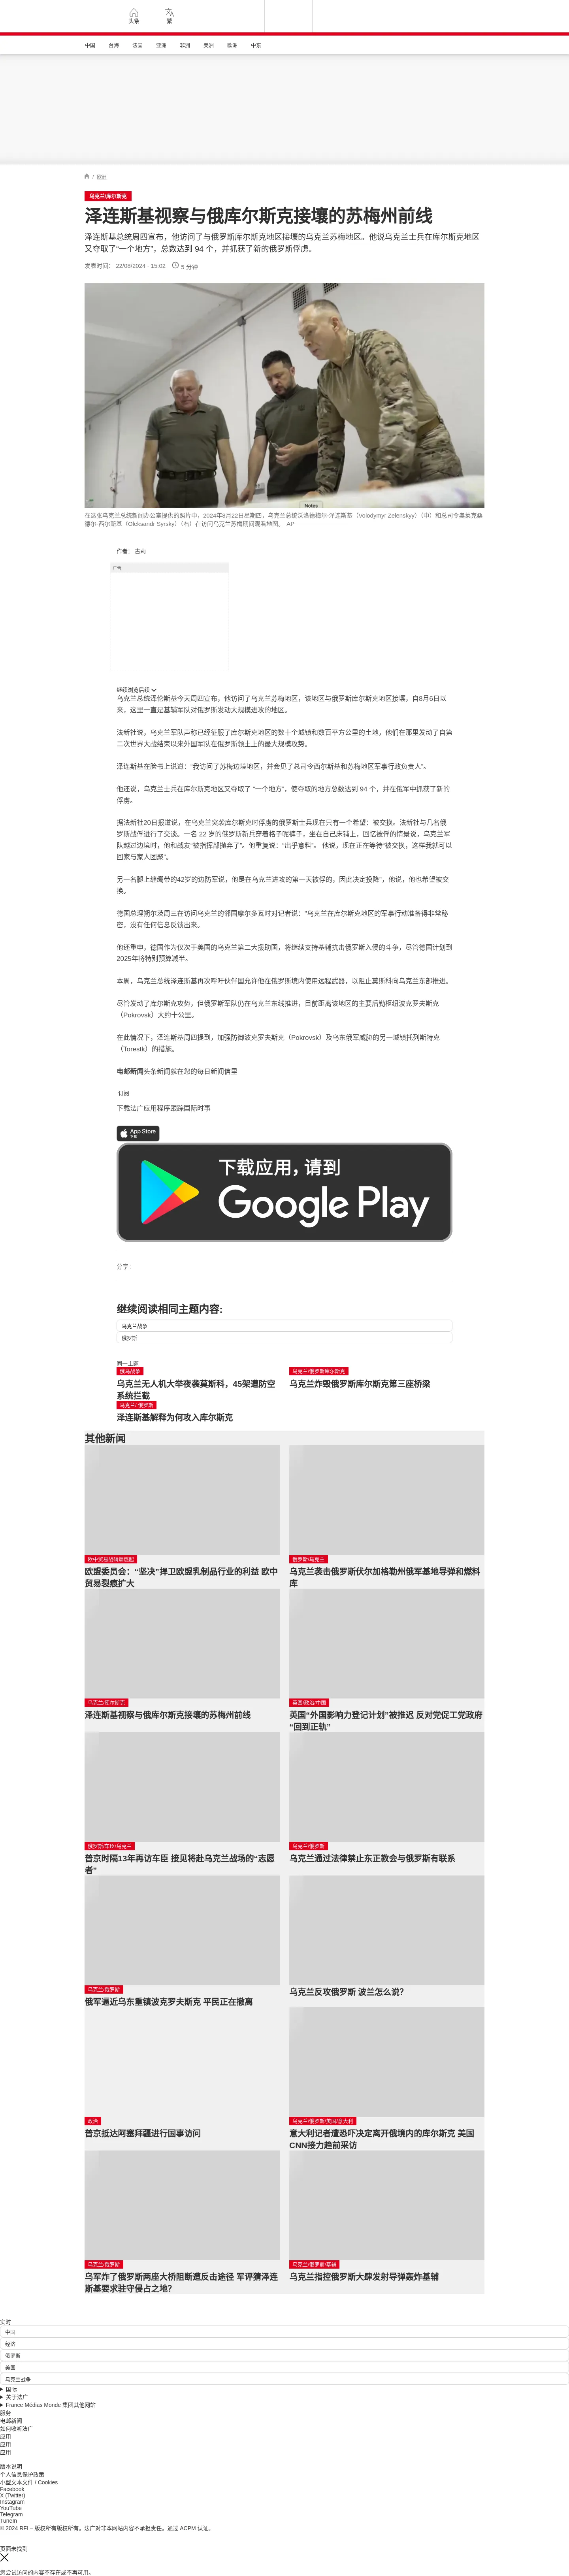 头条
繁
中国
台海
法国
亚洲
非洲
美洲
欧洲
中东
/ 欧洲
乌克兰/库尔斯克
泽连斯基视察与俄库尔斯克接壤的苏梅州前线
泽连斯基总统周四宣布，他访问了与俄罗斯库尔斯克地区接壤的乌克兰苏梅地区。他说乌克兰士兵在库尔斯克地区
又夺取了“一个地方”，总数达到 94 个，并抓获了新的俄罗斯俘虏。
发表时间： 22/08/2024 - 15:02
5 分钟
Notes
在这张乌克兰总统新闻办公室提供的照片中，2024年8月22日星期四，乌克兰总统沃洛德梅尔·泽连斯基（Volodymyr Zelenskyy）（中）和总司令奥莱克桑
德尔·西尔斯基（Oleksandr Syrsky）（右）在访问乌克兰苏梅期间观看地图。 AP
作者： 古莉
广告
继续浏览后续
乌克兰总统泽伦斯基今天周四宣布，他访问了乌克兰苏梅地区，该地区与俄罗斯库尔斯克地区接壤，自8月6日以
来，这里一直是基辅军队对俄罗斯发动大规模进攻的地区。
法新社说，乌克兰军队声称已经征服了库尔斯克地区的数十个城镇和数百平方公里的土地，他们在那里发动了自第
二次世界大战结束以来外国军队在俄罗斯领土上的最大规模攻势。
泽连斯基在脸书上说道：“我访问了苏梅边境地区，并会见了总司令西尔斯基和苏梅地区军事行政负责人”。
他还说，乌克兰士兵在库尔斯克地区又夺取了 “一个地方”，使夺取的地方总数达到 94 个，并在俄军中抓获了新的
俘虏。
据法新社20日报道说，在乌克兰突袭库尔斯克时俘虏的俄罗斯士兵现在只有一个希望：被交换。法新社与几名俄
罗斯战俘进行了交谈。一名 22 岁的俄罗斯新兵穿着格子呢裤子，坐在自己床铺上，回忆被俘的情景说，乌克兰军
队越过边境时，他和战友“被指挥部抛弃了”。他重复说：“出乎意料”。 他说，现在正在等待“被交换，这样我就可以
回家与家人团聚”。
另一名腿上缠绷带的42岁的边防军说，他是在乌克兰进攻的第一天被俘的，因此决定投降“，他说，他也希望被交
换。
德国总理朔尔茨周三在访问乌克兰的邻国摩尔多瓦时对记者说：“乌克兰在库尔斯克地区的军事行动准备得非常秘
密，没有任何信息反馈出来。
他还重申，德国作为仅次于美国的乌克兰第二大援助国，将继续支持基辅抗击俄罗斯入侵的斗争，尽管德国计划到
2025年将特别预算减半。
本周，乌克兰总统泽连斯基再次呼吁伙伴国允许他在俄罗斯境内使用远程武器，以阻止莫斯科向乌克兰东部推进。
尽管发动了库尔斯克攻势，但俄罗斯军队仍在乌克兰东线推进，目前距离该地区的主要后勤枢纽波克罗夫斯克
（Pokrovsk）大约十公里。
在此情况下，泽连斯基周四提到，加强防御波克罗夫斯克（Pokrovsk）及乌东俄军威胁的另一城镇托列斯特克
（Toretsk）的措施。
电邮新闻头条新闻就在您的每日新闻信里
订阅
下载法广应用程序跟踪国际时事
App Store
下载
下载应用，请到
Google Play
分享 :
继续阅读相同主题内容:
乌克兰战争
俄罗斯
同一主题
俄乌战争
乌克兰无人机大举夜袭莫斯科，45架遭防空
系统拦截
乌克兰/俄罗斯库尔斯克
乌克兰炸毁俄罗斯库尔斯克第三座桥梁
乌克兰/ 俄罗斯
泽连斯基解释为何攻入库尔斯克
其他新闻
欧中贸易战硝烟燃起
欧盟委员会：“坚决”捍卫欧盟乳制品行业的利益 欧中
贸易裂痕扩大
俄罗斯/乌克兰
乌克兰袭击俄罗斯伏尔加格勒州俄军基地导弹和燃料
库
乌克兰/库尔斯克
泽连斯基视察与俄库尔斯克接壤的苏梅州前线
英国/政治/中国
英国“外国影响力登记计划”被推迟 反对党促工党政府
“回到正轨”
俄罗斯/车臣/乌克兰
普京时隔13年再访车臣 接见将赴乌克兰战场的“志愿
者”
乌克兰/俄罗斯
乌克兰通过法律禁止东正教会与俄罗斯有联系
乌克兰/俄罗斯
俄军逼近乌东重镇波克罗夫斯克 平民正在撤离
乌克兰反攻俄罗斯 波兰怎么说？
政治
普京抵达阿塞拜疆进行国事访问
乌克兰/俄罗斯/美国/意大利
意大利记者遭恐吓决定离开俄境内的库尔斯克 美国
CNN接力趋前采访
乌克兰/俄罗斯
乌军炸了俄罗斯两座大桥阻断遭反击途径 军评猜泽连
斯基要求驻守侵占之地？
乌克兰/俄罗斯/基辅
乌克兰指控俄罗斯大肆发射导弹轰炸基辅
实时
中国
经济
俄罗斯
美国
乌克兰战争
国际
关于法广
France Médias Monde 集团其他网站
服务
电邮新闻
如何收听法广
应用
应用
应用
版本说明
个人信息保护政策
小型文本文件 / Cookies
Facebook
X (Twitter)
Instagram
YouTube
Telegram
TuneIn
© 2024 RFI – 版权所有版权所有。法广对非本网站内容不承担责任。通过 ACPM 认证。
页面未找到
您尝试访问的内容不存在或不再可用。